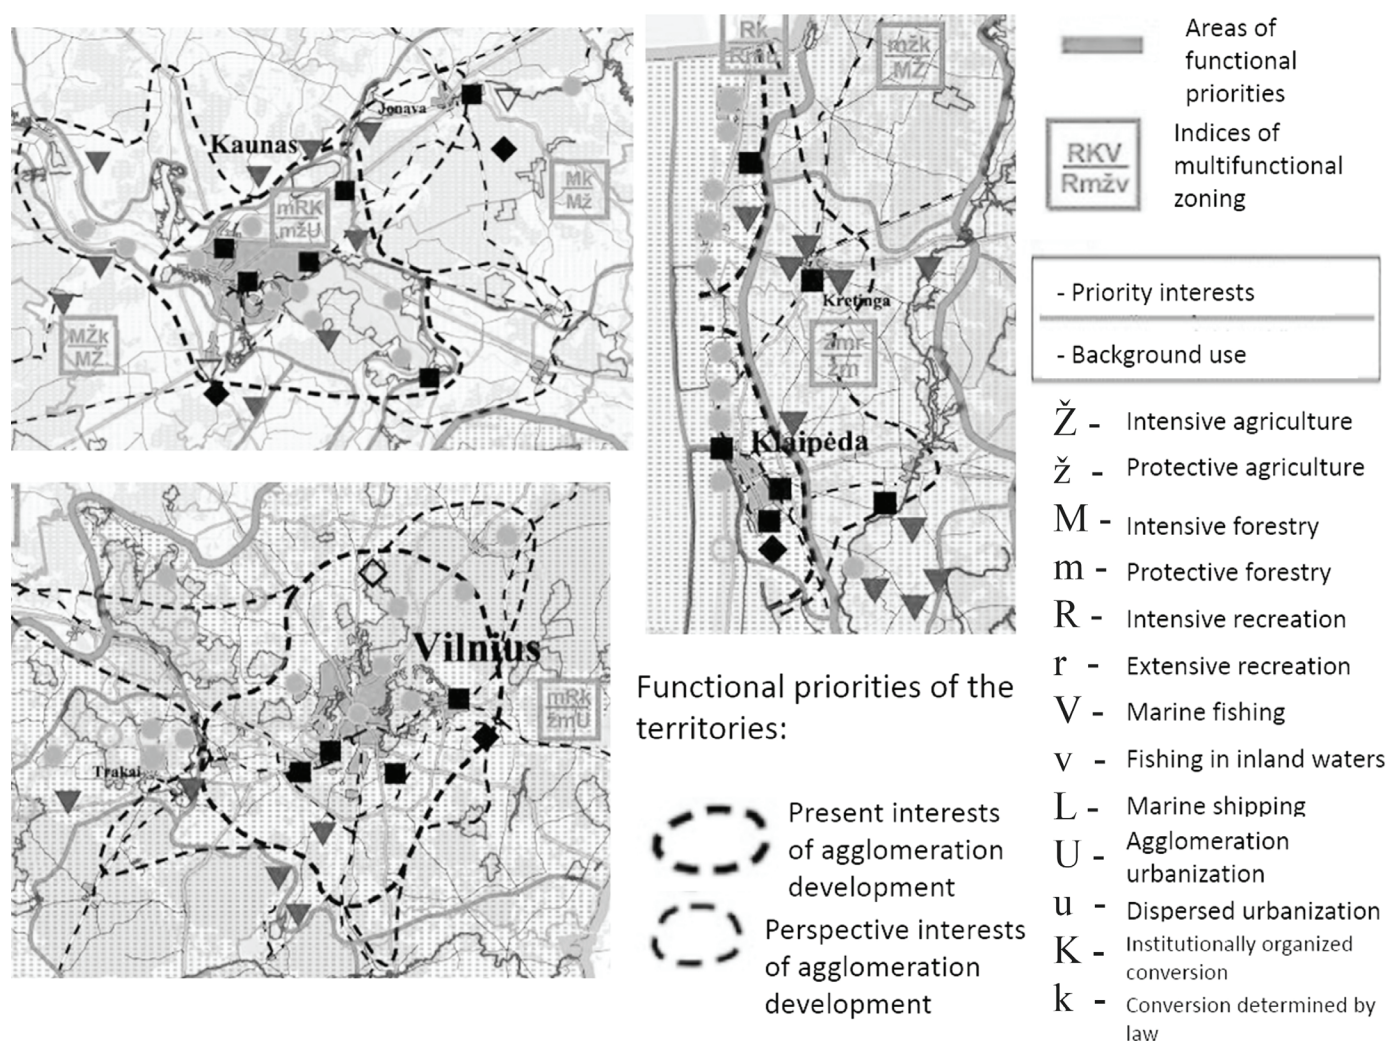 Jonava
Kaunas
mRK
mžU
Mk
Mž
MŽk
MŽ
Rk
mžk
MŽ
Kretinga
žmr
žm
Klaipėda
Vilnius
mRk
žmU
Trakai
Functional priorities of the
territories:
Present interests
of agglomeration
development
Perspective interests
of agglomeration
development
Areas of
functional
priorities
RKV
Rmžv
Indices of
multifunctional
zoning
- Priority interests
- Background use
Ž - Intensive agriculture
ž - Protective agriculture
M - Intensive forestry
m - Protective forestry
R - Intensive recreation
r - Extensive recreation
V - Marine fishing
v - Fishing in inland waters
L - Marine shipping
U - Agglomeration
urbanization
u - Dispersed urbanization
K - Institutionally organized
conversion
k - Conversion determined by
law